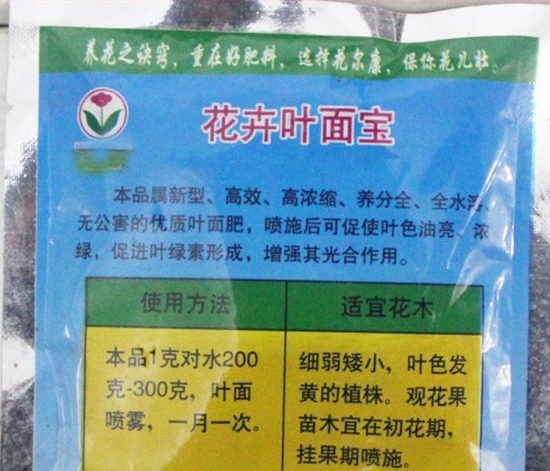 养花之诀窍,重在好肥料,选择花尔康,保你花儿壮。
花卉叶面宝
本品属新型、高效、高浓缩、养分全、全水溶、
无公害的优质叶面肥,喷施后可促使叶色油亮、浓
绿,促进叶绿素形成,增强其光合作用。
使用方法
本品1克对水200
克-300克,叶面
喷雾,一月一次。
适宜花木
细弱矮小,叶色发
黄的植株。观花果
苗木宜在初花期,
挂果期喷施。